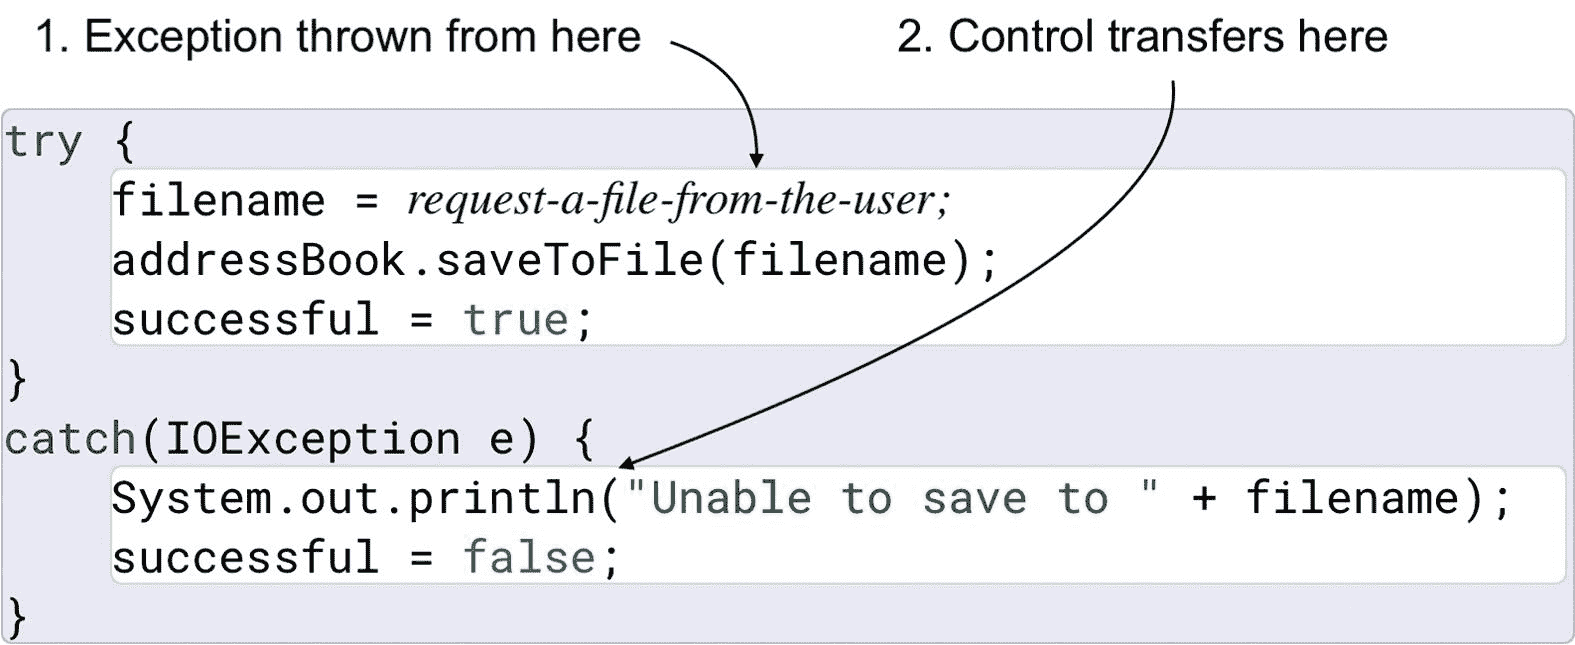 1. Exception thrown from here
2. Control transfers here
try {
filename = request-a-file-from-the-user;
addressBook.saveToFile(filename);
successful = true;
}
catch(IOException e) {
System.out.println("Unable to save to " + filename);
successful = false;
}